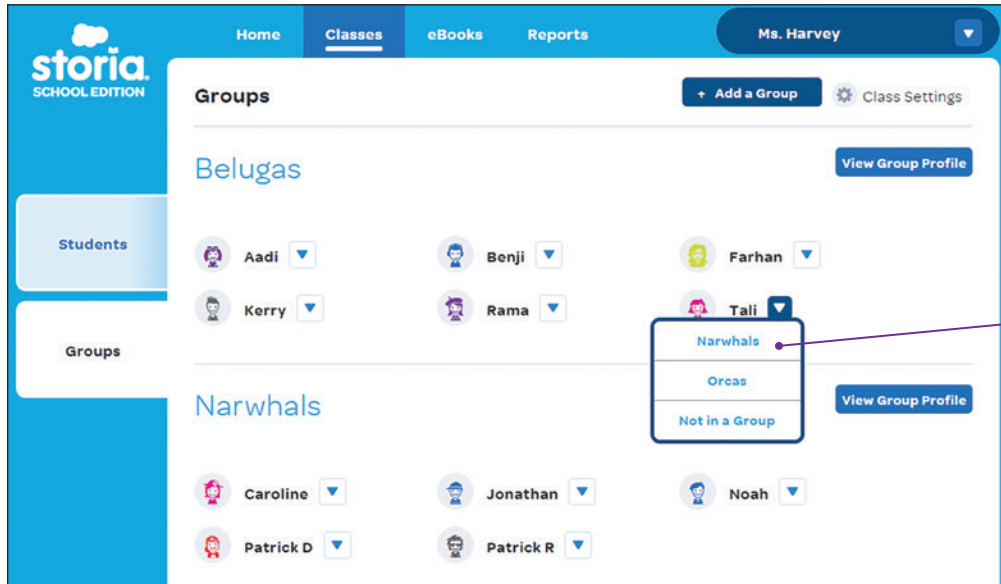 Home Classes eBooks Reports Ms. Harvey
storia.
SCHOOL EDITION
Groups + Add a Group Class Settings
Belugas View Group Profile
Students
Aadi Benji Farhan
Kerry Rama Tali
Narwhals
Groups
Orcas
Narwhals View Group Profile
Not in a Group
Caroline Jonathan Noah
Patrick D Patrick R